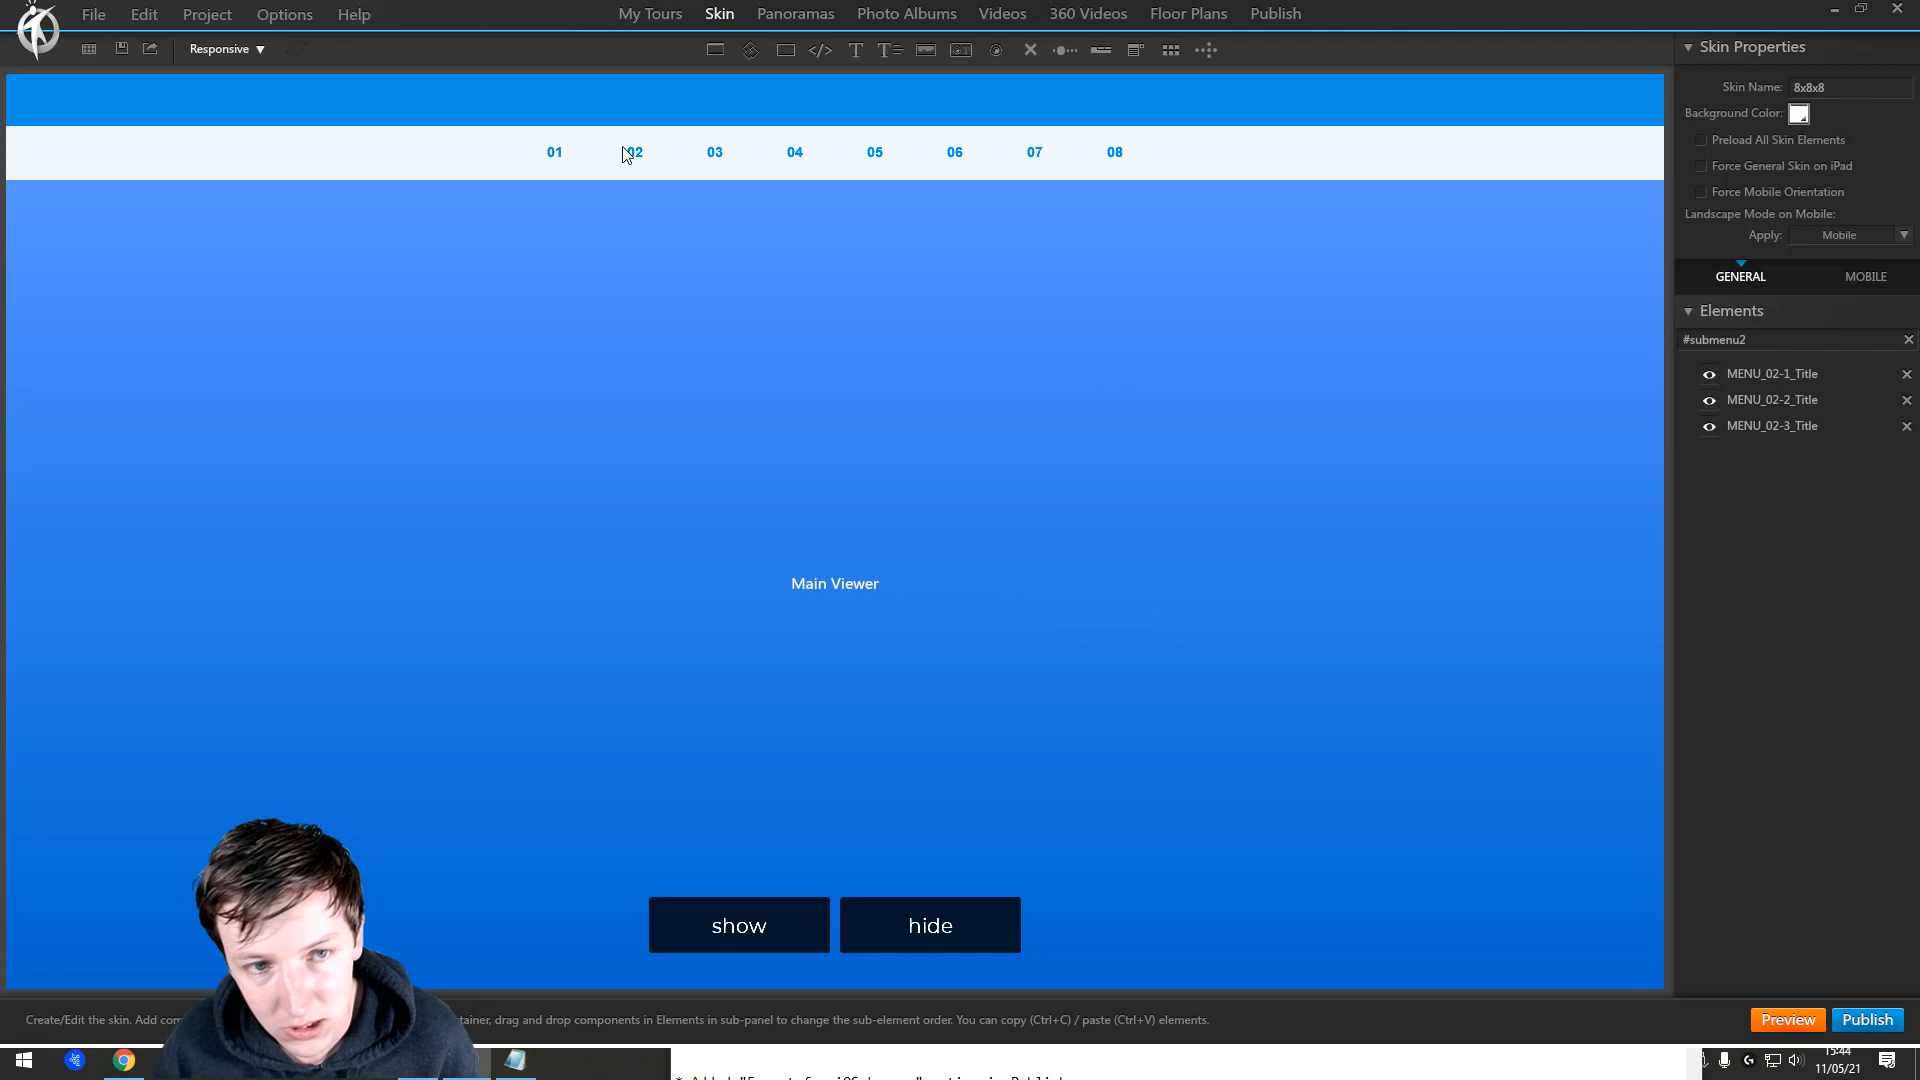 File Edit Project Options Help
My Tours Skin Panoramas Photo Albums Videos 360 Videos Floor Plans Publish
Responsive
Skin Properties
Skin Name: 8x8x8
Background Color:
Preload All Skin Elements
Force General Skin on iPad
Force Mobile Orientation
Landscape Mode on Mobile:
Apply: Mobile
GENERAL MOBILE
Elements
#submenu2
MENU_02-1_Title
MENU_02-2_Title
MENU_02-3_Title
01 02 03 04 05 06 07 08
Main Viewer
show hide
Create/Edit the skin. Add com
tainer, drag and drop components in Elements in sub-panel to change the sub-element order. You can copy (Ctrl+C) / paste (Ctrl+V) elements.
Preview Publish
15:44
11/05/21